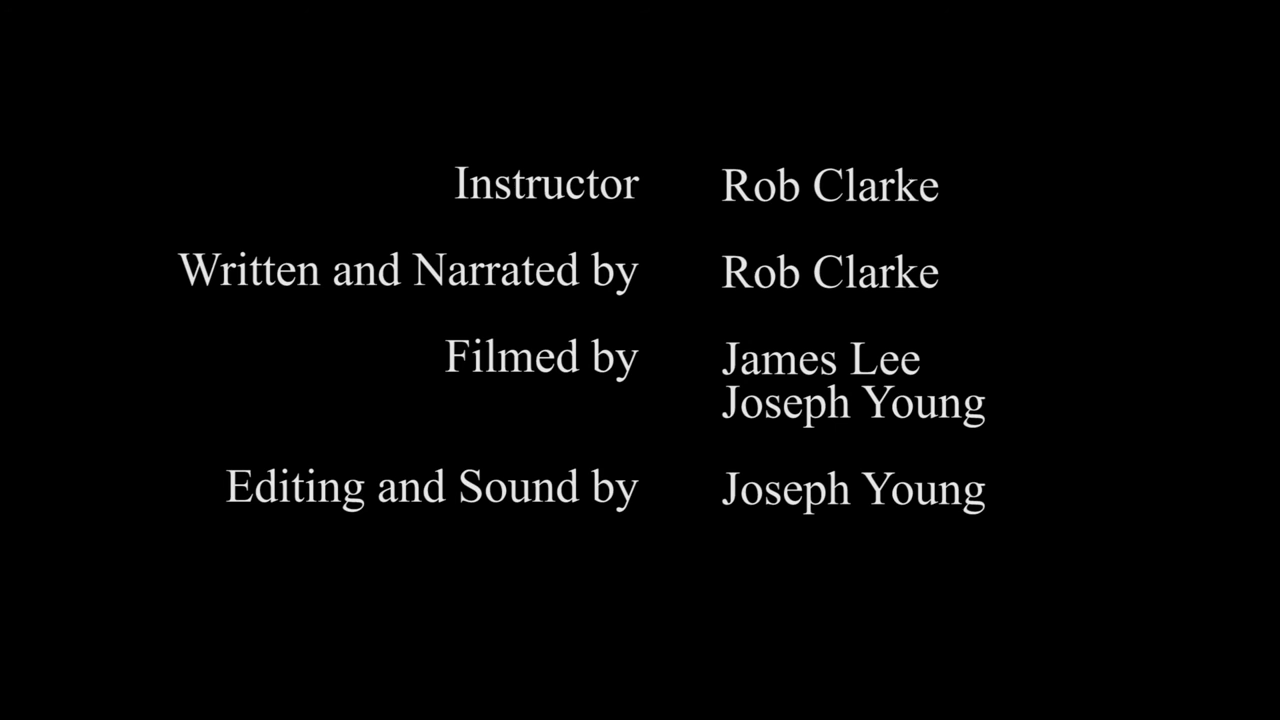 Instructor Rob Clarke
Written and Narrated by Rob Clarke
Filmed by James Lee
Joseph Young
Editing and Sound by Joseph Young